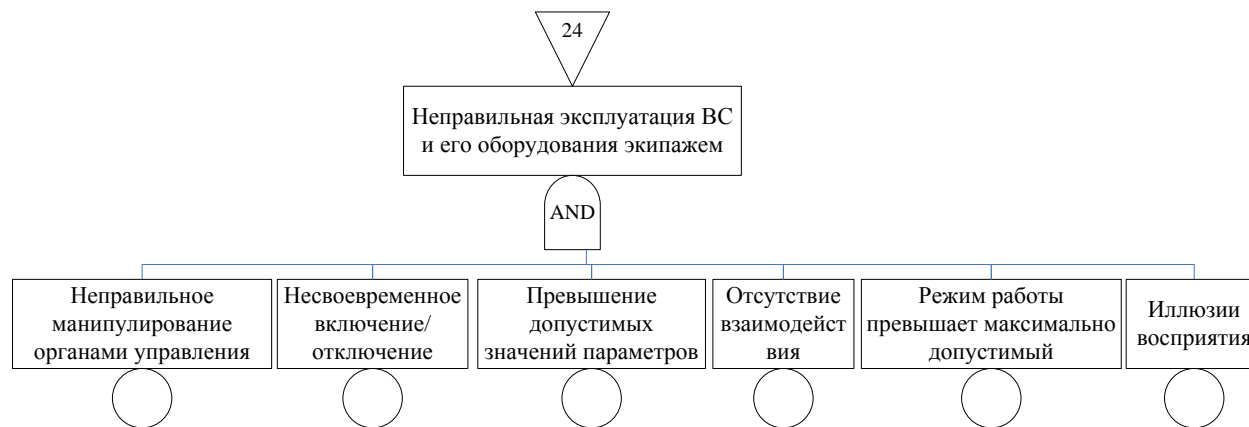 24
Неправильная эксплуатация ВС
и его оборудования экипажем
AND
Неправильное
манипулирование
органами управления
Несвоевременное
включение/
отключение
Превышение
допустимых
значений параметров
Отсутствие
взаимодейст
вия
Режим работы
превышает максимально
допустимый
Иллюзии
восприятия